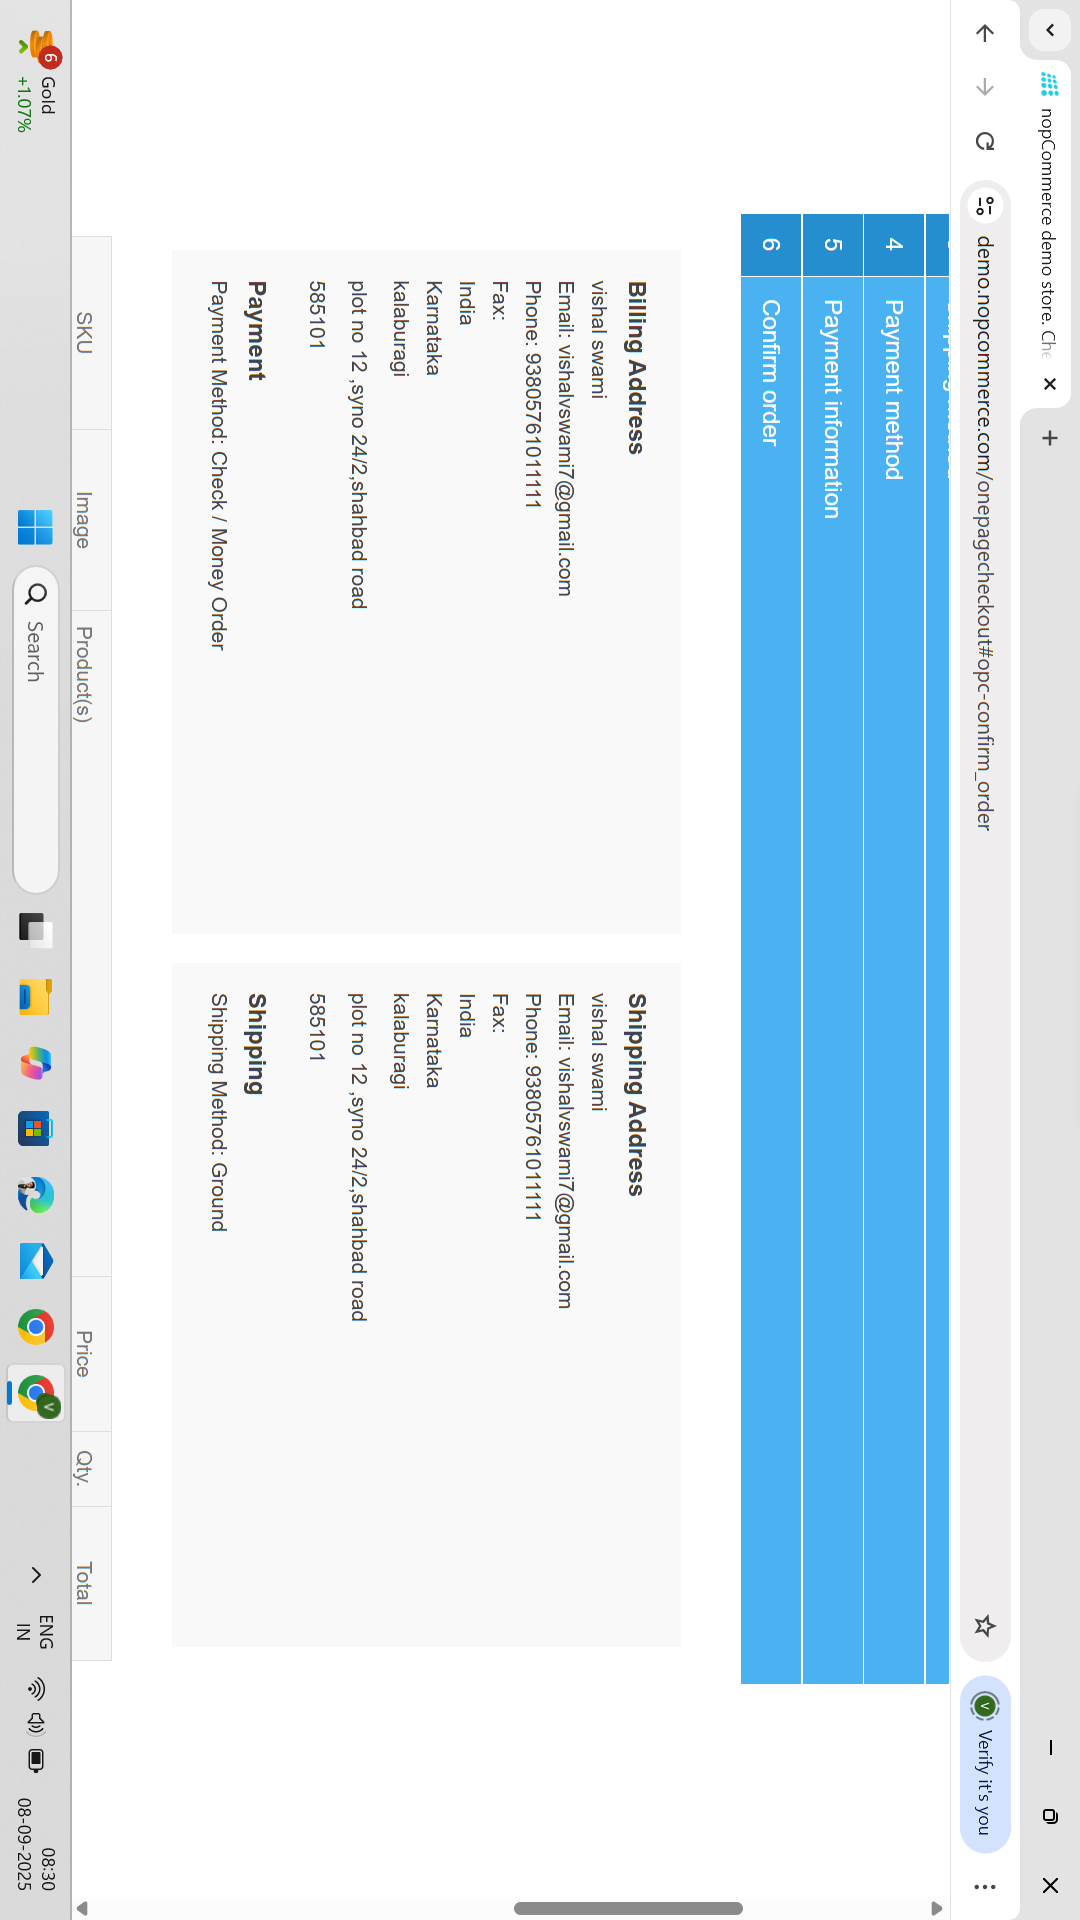 nopCommerce demo store. Che
demo.nopcommerce.com/onepagecheckout#opc-confirm_order
Verify it's you
4 Payment method
5 Payment information
6 Confirm order
Billing Address
vishal swami
Email: vishalvswami7@gmail.com
Phone: 9380576101111
Fax:
India
Karnataka
kalaburagi
plot no 12 ,syno 24/2,shahbad road
585101
Payment
Payment Method: Check / Money Order
Shipping Address
vishal swami
Email: vishalvswami7@gmail.com
Phone: 9380576101111
Fax:
India
Karnataka
kalaburagi
plot no 12 ,syno 24/2,shahbad road
585101
Shipping
Shipping Method: Ground
SKU Image Product(s) Price Qty. Total
6
Gold
+1.07%
Search
V
ENG
IN
08:30
08-09-2025